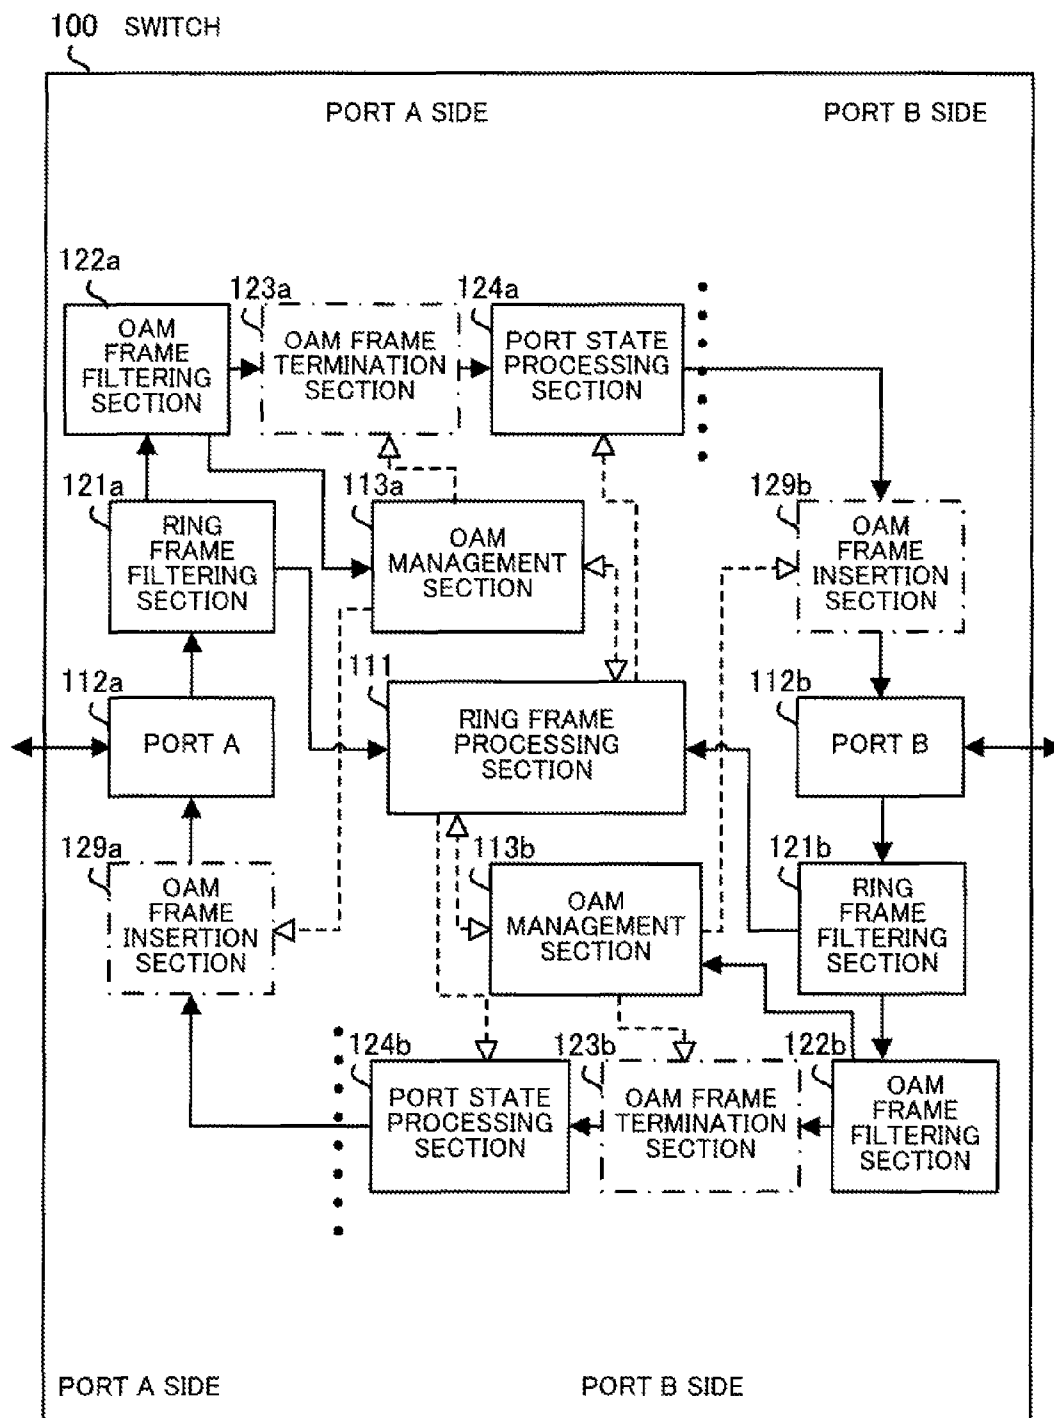 100 SWITCH
PORT A SIDE
PORT B SIDE
122a
OAM
FRAME
FILTERING
SECTION
123a
OAM FRAME
TERMINATION
SECTION
124a
PORT STATE
PROCESSING
SECTION
121a
RING
FRAME
FILTERING
SECTION
113a
OAM
MANAGEMENT
SECTION
129b
OAM
FRAME
INSERTION
SECTION
112a
PORT A
111
RING FRAME
PROCESSING
SECTION
112b
PORT B
129a
OAM
FRAME
INSERTION
SECTION
113b
OAM
MANAGEMENT
SECTION
121b
RING
FRAME
FILTERING
SECTION
124b
PORT STATE
PROCESSING
SECTION
123b
OAM FRAME
TERMINATION
SECTION
122b
OAM
FRAME
FILTERING
SECTION
PORT A SIDE
PORT B SIDE